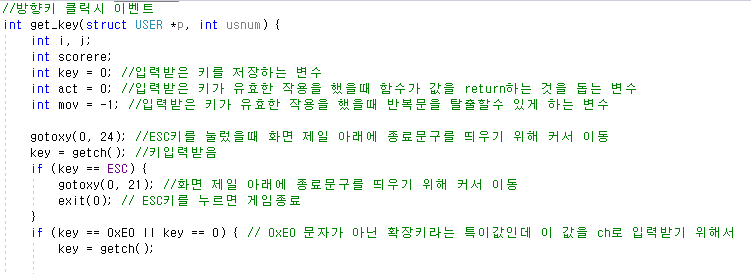 //방향키 클릭시 이벤트
int get_key(struct USER *p, int usnum) {
int i, j;
int scorere;
int key = 0; //입력받은 키를 저장하는 변수
int act = 0; //입력받은 키가 유효한 작용을 했을때 함수가 값을 return하는 것을 돕는 변수
int mov = -1; //입력받은 키가 유효한 작용을 했을때 반복문을 탈출할수 있게 하는 변수
gotoxy(0, 24); //ESC키를 눌렀을때 화면 제일 아래에 종료문구를 띄우기 위해 커서 이동
key = getch(); //키입력받음
if (key == ESC) {
gotoxy(0, 21); //화면 제일 아래에 종료문구를 띄우기 위해 커서 이동
exit(0); // ESC키를 누르면 게임종료
}
if (key == 0xE0 || key == 0) { // 0xE0 문자가 아닌 확장키라는 특이값인데 이 값을 ch로 입력받기 위해서
key = getch();